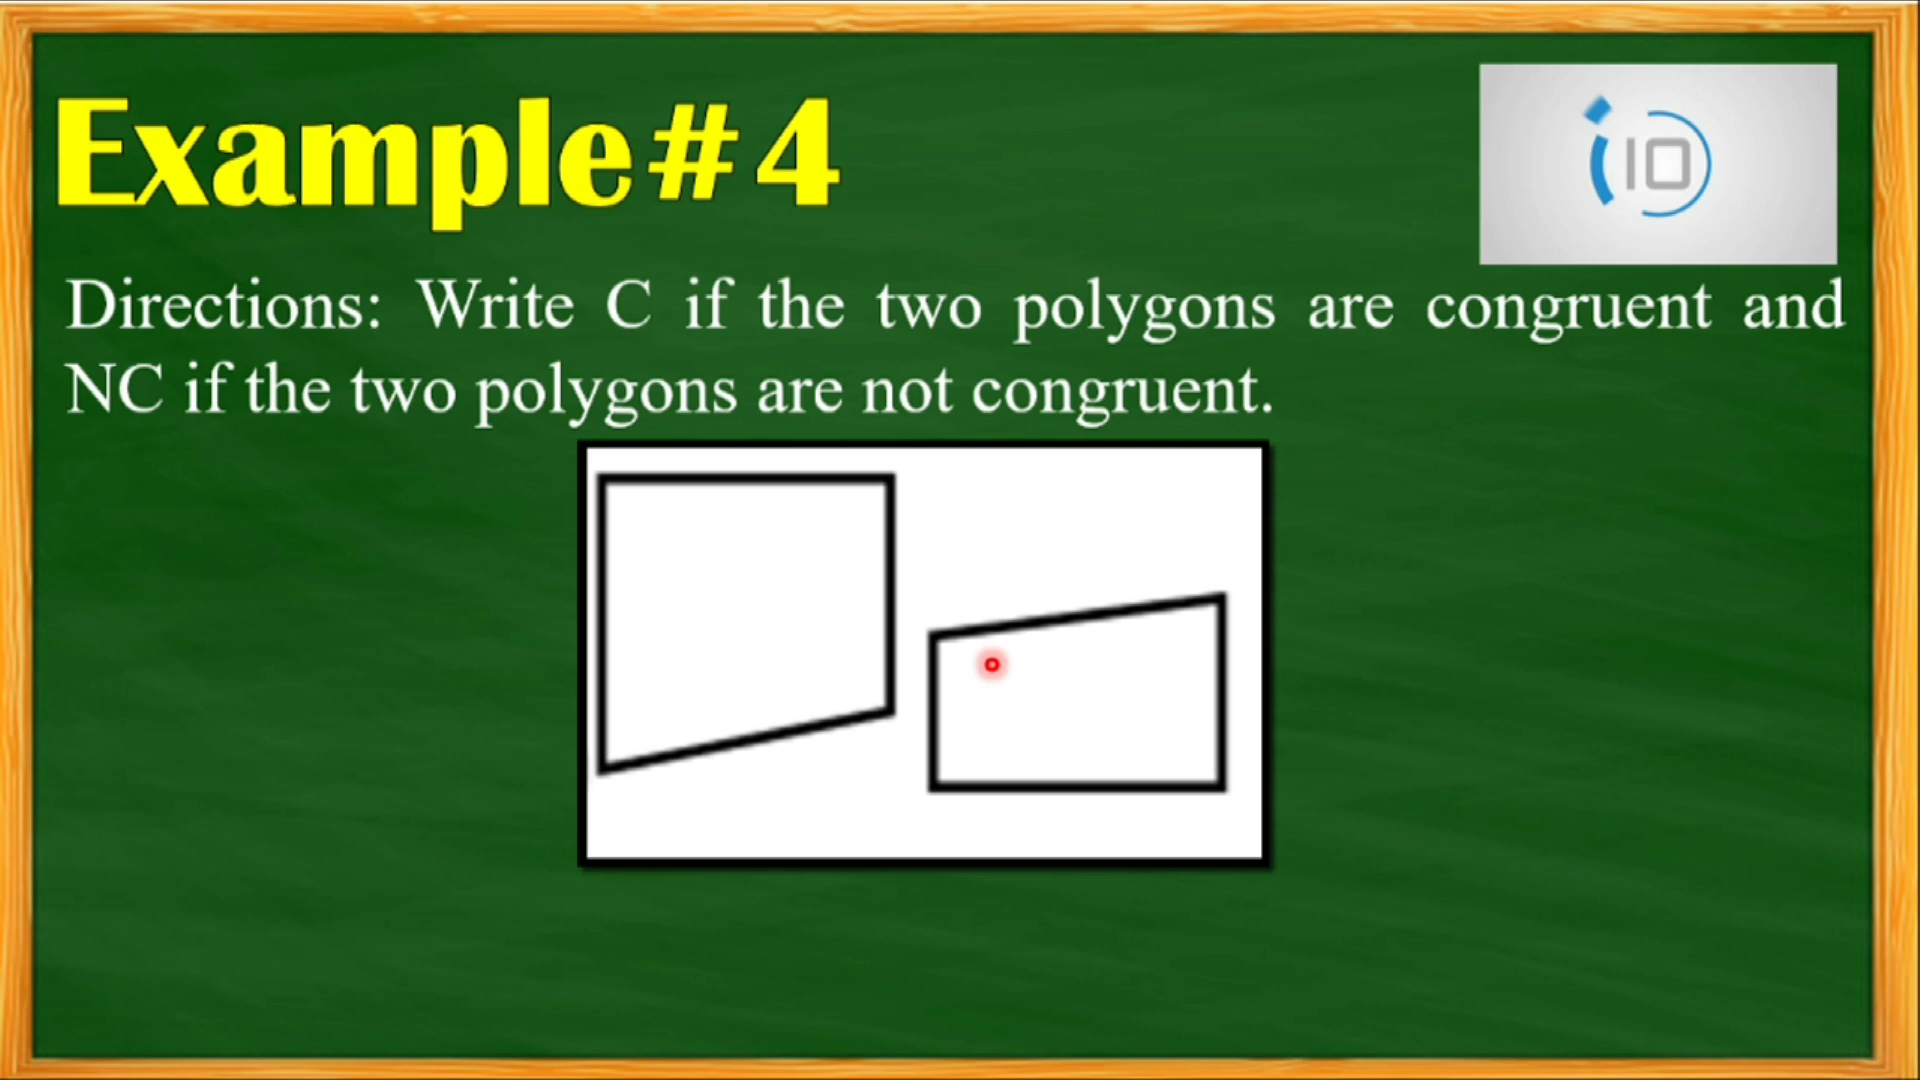 Example#4
IO
Directions: Write C if the two polygons are congruent and
NC if the two polygons are not congruent.